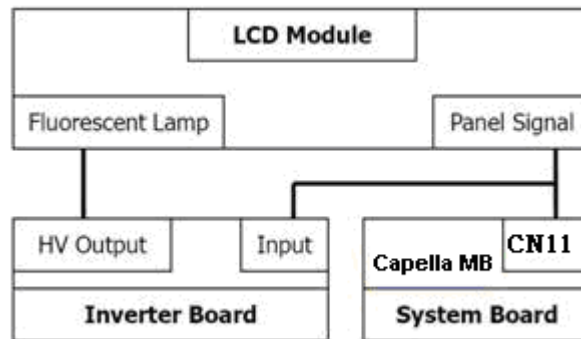 LCD Module
Fluorescent Lamp
Panel Signal
HV Output
Input
CN11
Capella MB
Inverter Board
System Board